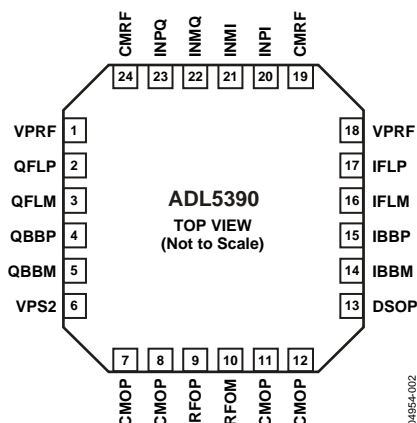 CMRF
INPQ
INMQ
INMI
INPI
CMRF
24 23 22 21 20 19
VPRF 1
QFLP 2
QFLM 3
QBBP 4
QBBM 5
VPS2 6
ADL5390
TOP VIEW
(Not to Scale)
18 VPRF
17 IFLP
16 IFLM
15 IBBP
14 IBBM
13 DSOP
7 8 9 10 11 12
CMOP
CMOP
RFOP
RFOM
CMOP
CMOP
04954-002